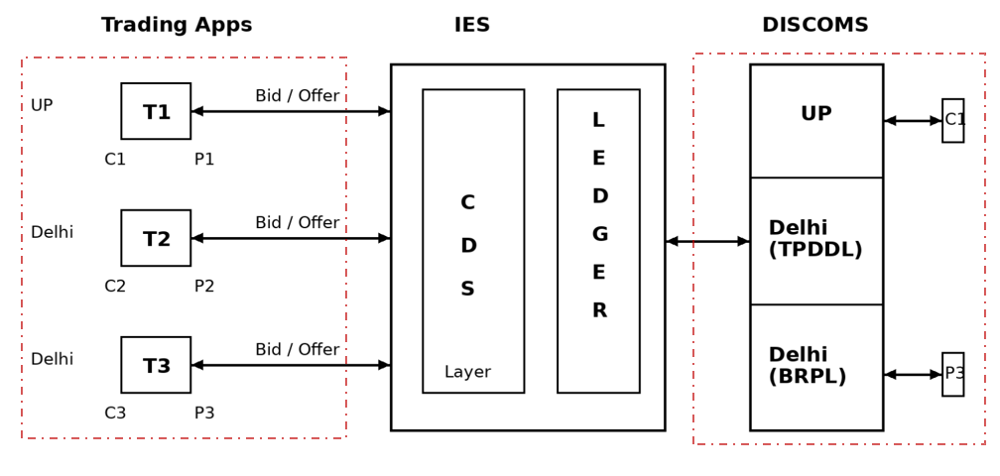 Trading Apps
IES
DISCOMS
UP
T1
Bid / Offer
C1
P1
Delhi
T2
Bid / Offer
C2
P2
Delhi
T3
Bid / Offer
C3
P3
C
D
S
Layer
L
E
D
G
E
R
UP
Delhi
(TPDDL)
Delhi
(BRPL)
C1
P3